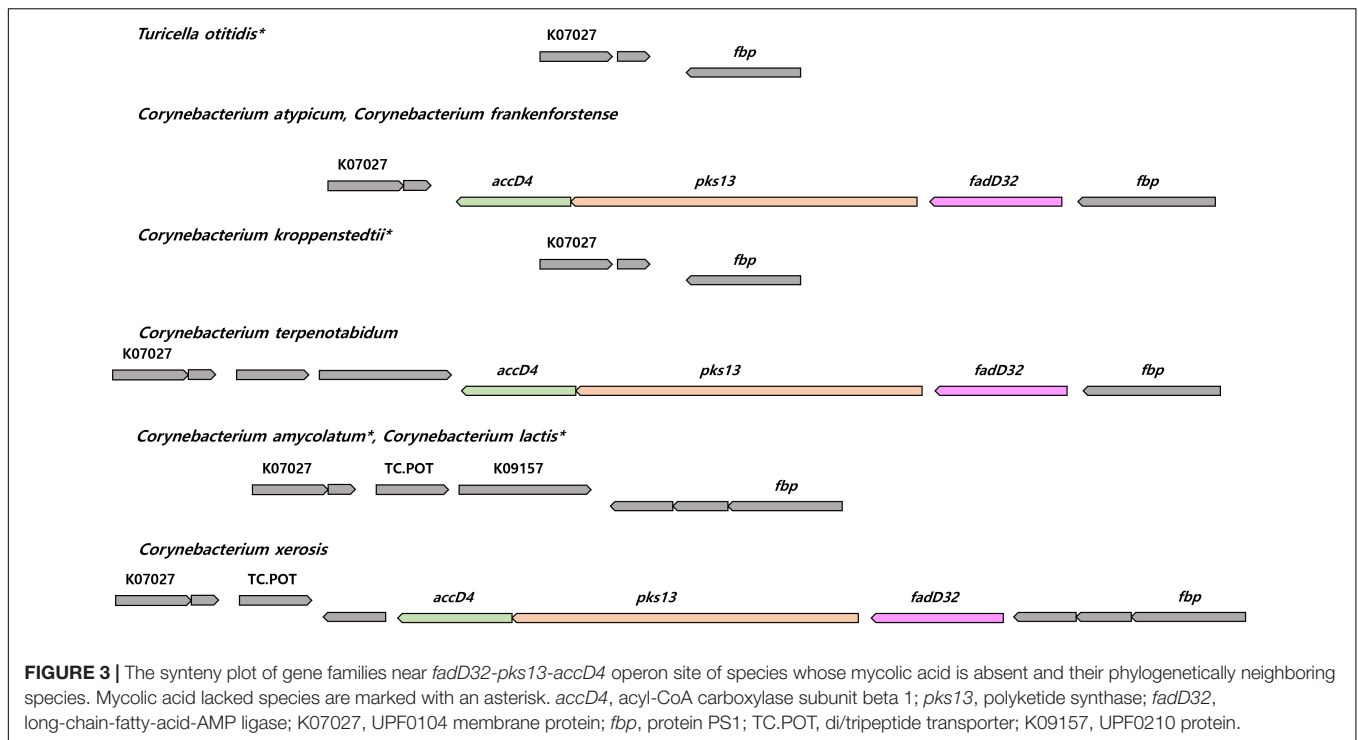 Turicella otitidis*
K07027
fbp
Corynebacterium atypicum, Corynebacterium frankenforstense
K07027
accD4 pks13 fadD32 fbp
Corynebacterium kroppenstedtii*
K07027
fbp
Corynebacterium terpenotabidum
K07027
accD4 pks13 fadD32 fbp
Corynebacterium amycolatum*, Corynebacterium lactis*
K07027 TC.POT K09157
fbp
Corynebacterium xerosis
K07027 TC.POT
accD4 pks13 fadD32 fbp
FIGURE 3 | The synteny plot of gene families near fadD32-pks13-accD4 operon site of species whose mycolic acid is absent and their phylogenetically neighboring
species. Mycolic acid lacked species are marked with an asterisk. accD4, acyl-CoA carboxylase subunit beta 1; pks13, polyketide synthase; fadD32,
long-chain-fatty-acid-AMP ligase; K07027, UPF0104 membrane protein; fbp, protein PS1; TC.POT, di/tripeptide transporter; K09157, UPF0210 protein.